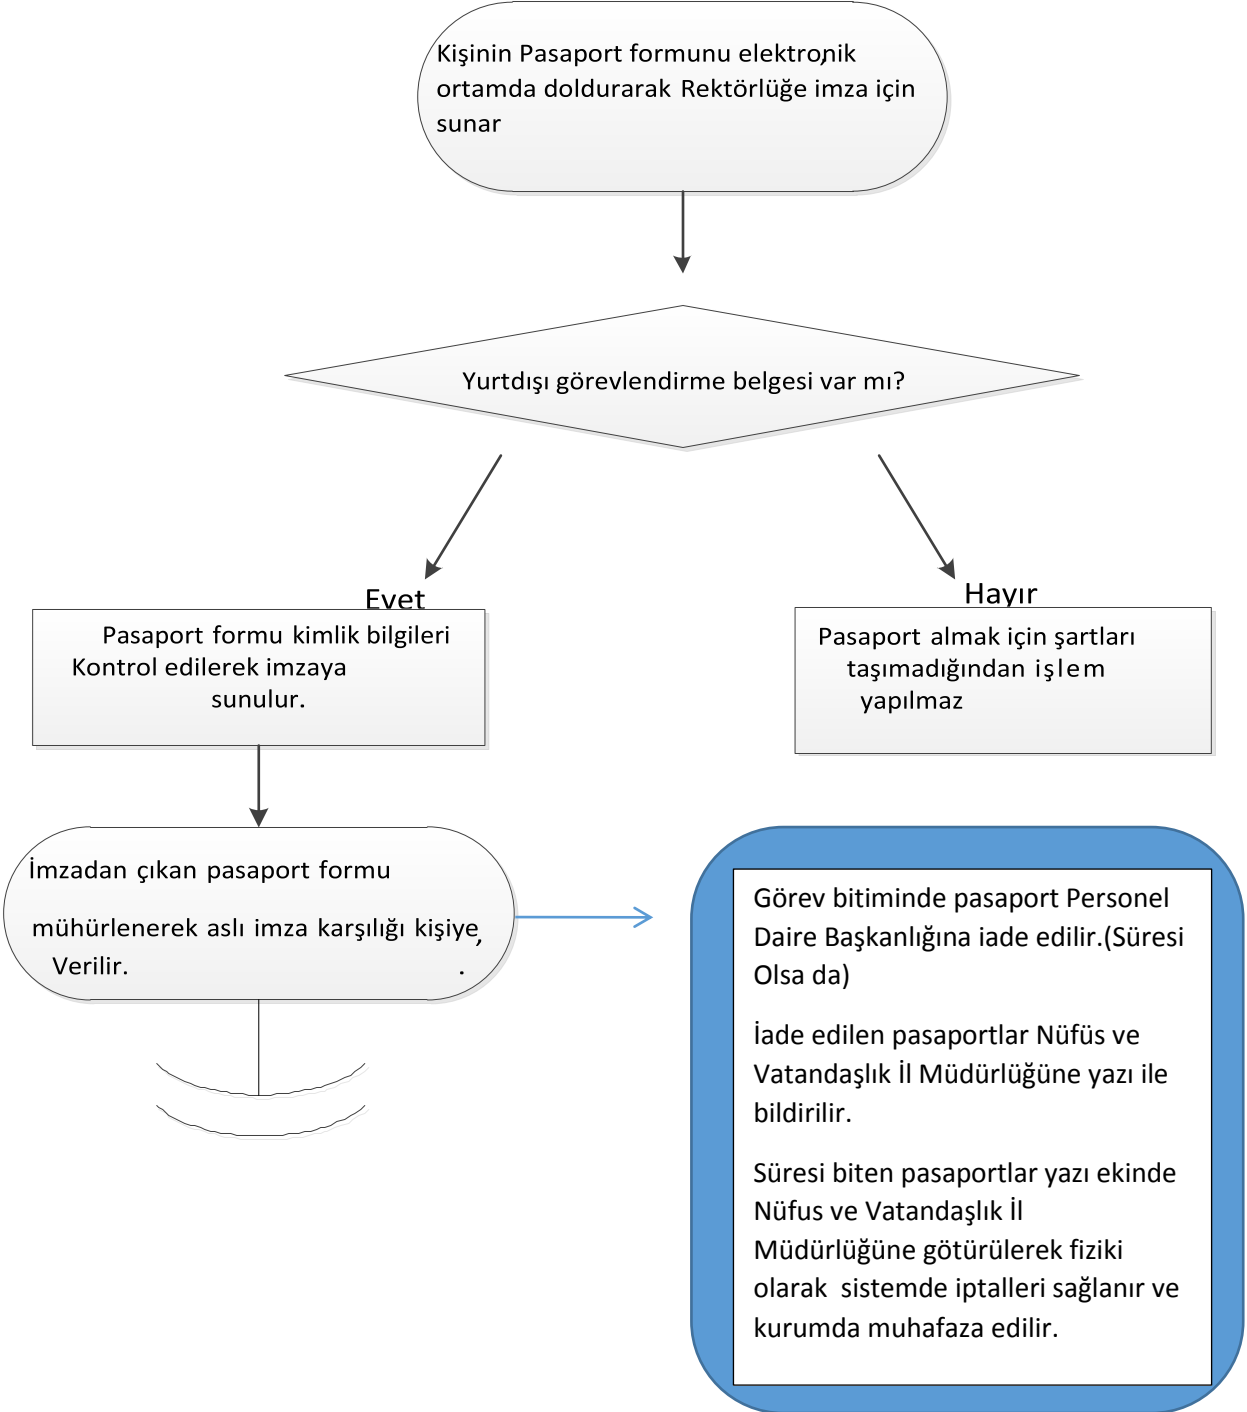 Kişinin Pasaport formunu elektronik,
ortamda doldurarak Rektörlüğe imza için
sunar
Yurtdışı görevlendirme belgesi var mı?
Evet
Hayır
Pasaport formu kimlik bilgileri
Kontrol edilerek imzaya
sunulur.
Pasaport almak için şartları
taşımadığından işlem
yapılmaz
İmzadan çıkan pasaport formu
mühürlenerek aslı imza karşılığı kişiye,
Verilir. .
Görev bitiminde pasaport Personel
Daire Başkanlığına iade edilir.(Süresi
Olsa da)
İade edilen pasaportlar Nüfüs ve
Vatandaşlık İl Müdürlüğüne yazı ile
bildirilir.
Süresi biten pasaportlar yazı ekinde
Nüfus ve Vatandaşlık İl
Müdürlüğüne götürülerek fiziki
olarak sistemde iptalleri sağlanır ve
kurumda muhafaza edilir.